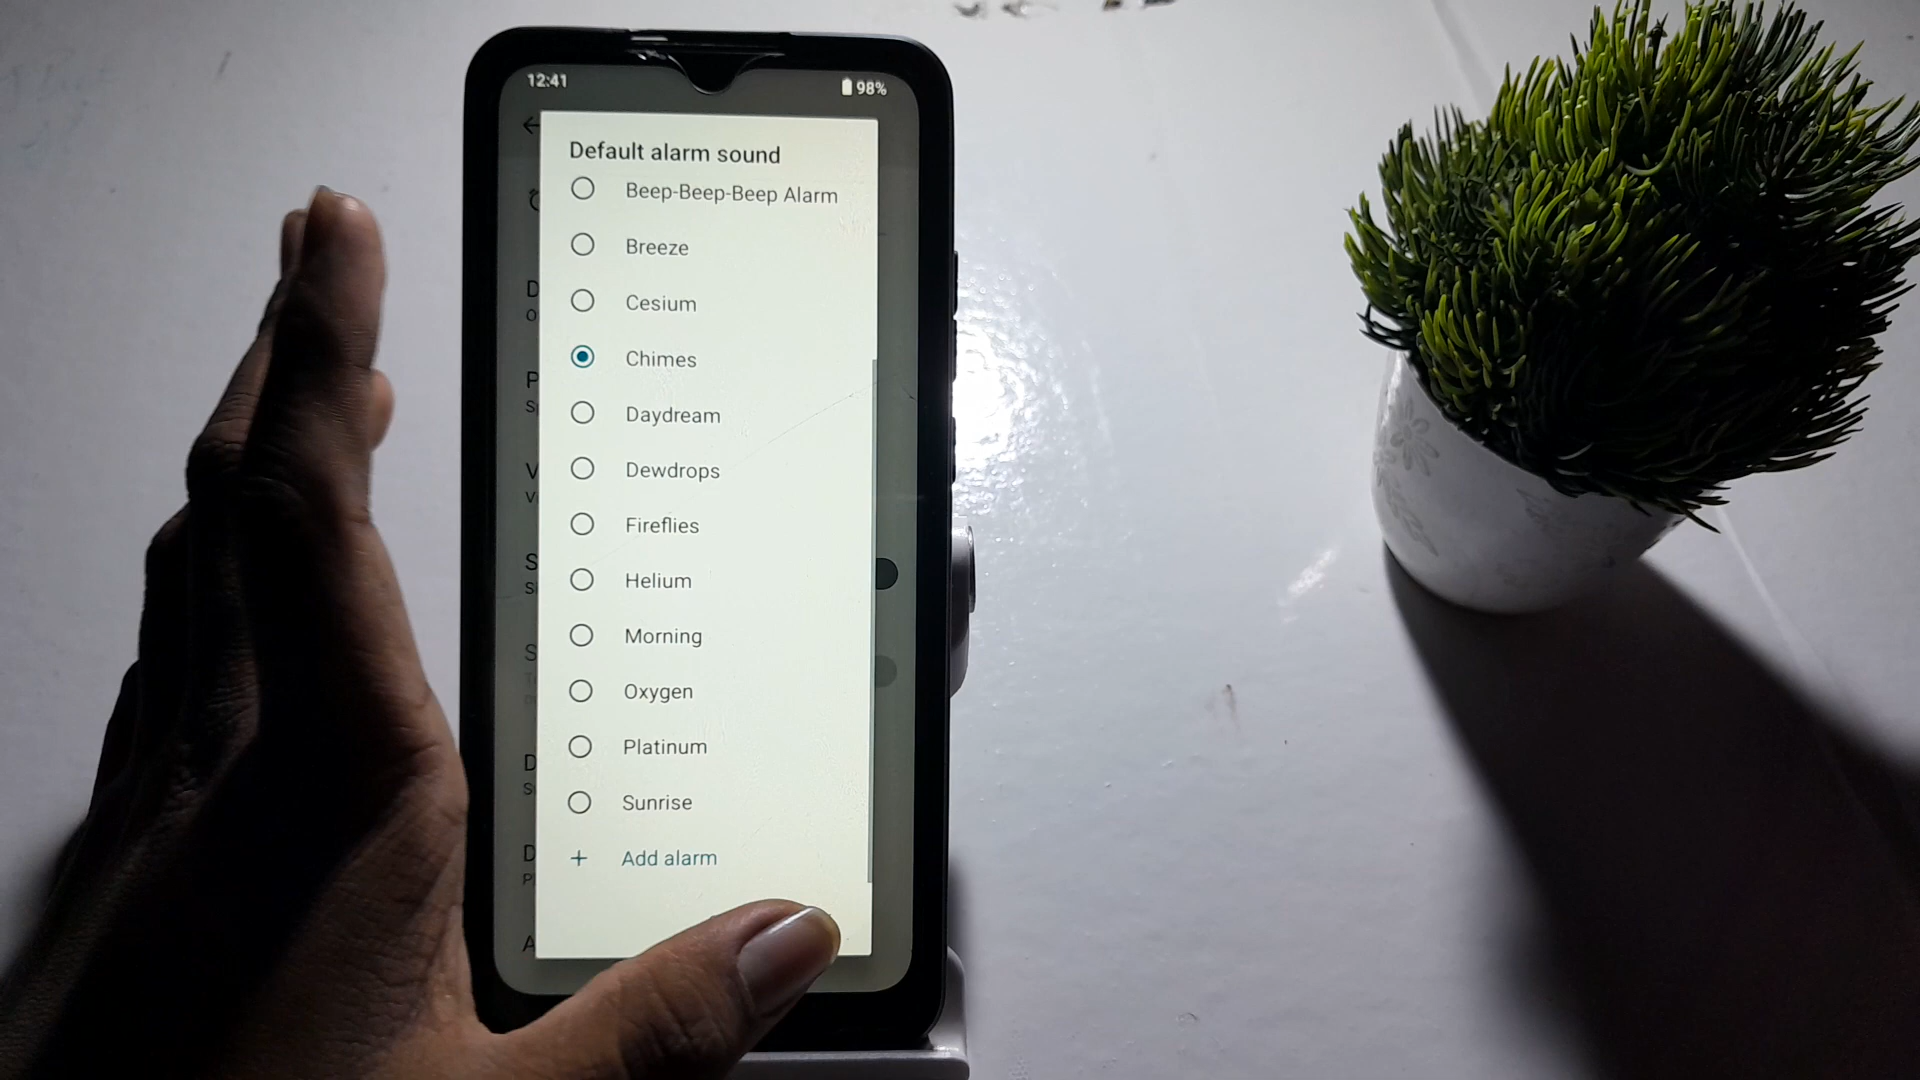 12:41
98%
Default alarm sound
Beep-Beep-Beep Alarm
Breeze
Cesium
Chimes
Daydream
Dewdrops
Fireflies
Helium
Morning
Oxygen
Platinum
Sunrise
+ Add alarm